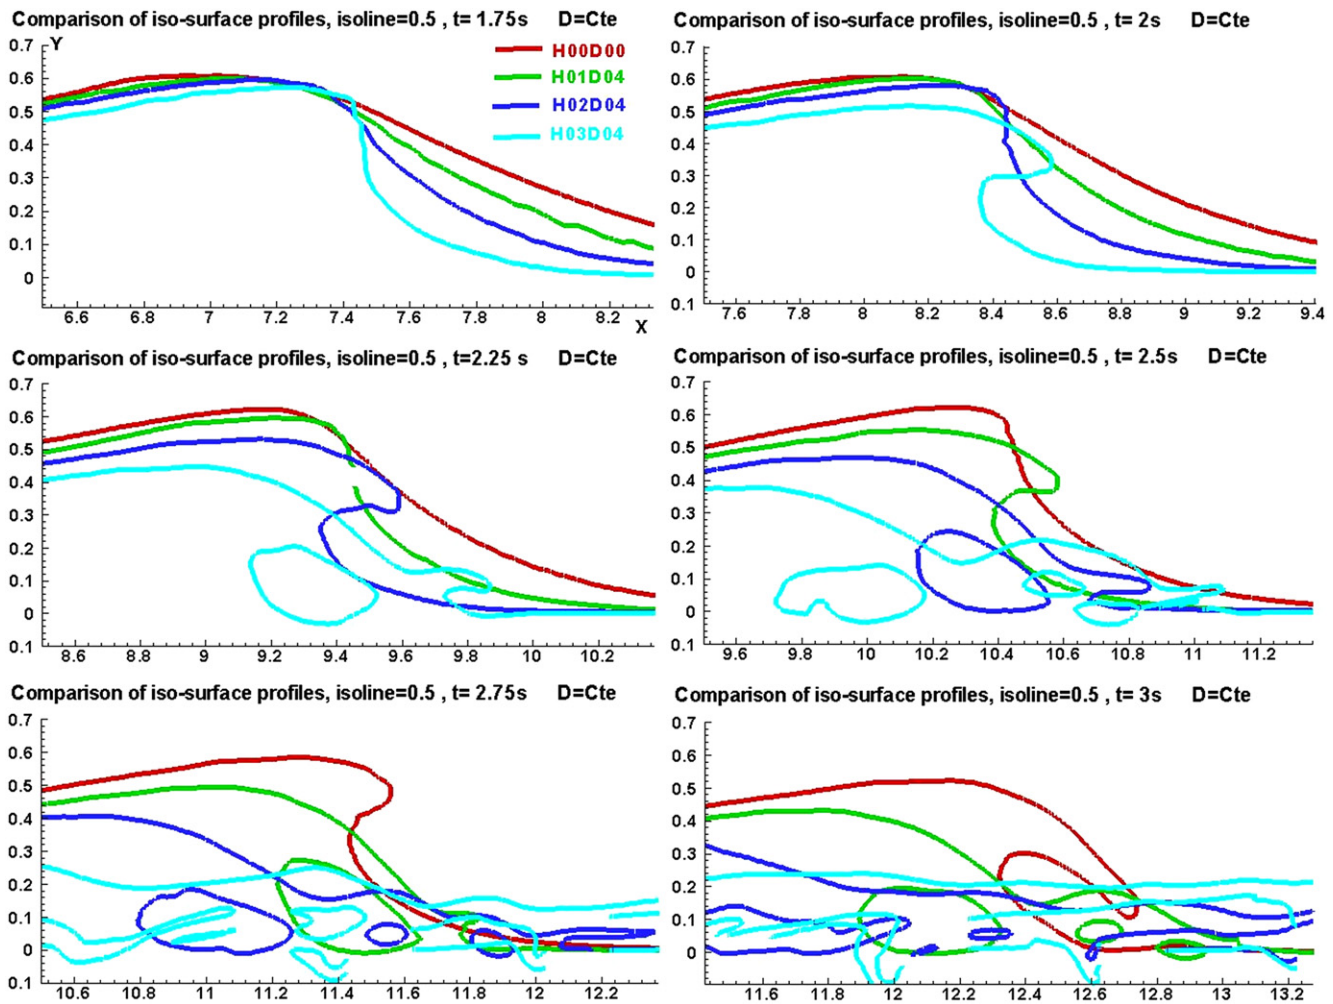 Comparison of iso-surface profiles, isoline=0.5 , t= 1.75s D=Cte
Y
0.7
0.6
0.5
0.4
0.3
0.2
0.1
0
H00D00
H01D04
H02D04
H03D04
6.6 6.8 7 7.2 7.4 7.6 7.8 8 8.2
X
Comparison of iso-surface profiles, isoline=0.5 , t= 2s D=Cte
0.7
0.6
0.5
0.4
0.3
0.2
0.1
0
0.1
7.6 7.8 8 8.2 8.4 8.6 8.8 9 9.2 9.4
Comparison of iso-surface profiles, isoline=0.5 , t=2.25 s D=Cte
0.7
0.6
0.5
0.4
0.3
0.2
0.1
0
0.1
8.6 8.8 9 9.2 9.4 9.6 9.8 10 10.2
Comparison of iso-surface profiles, isoline=0.5 , t= 2.5s D=Cte
0.7
0.6
0.5
0.4
0.3
0.2
0.1
0
0.1
9.6 9.8 10 10.2 10.4 10.6 10.8 11 11.2
Comparison of iso-surface profiles, isoline=0.5 , t= 2.75s D=Cte
0.7
0.6
0.5
0.4
0.3
0.2
0.1
0
0.1
10.6 10.8 11 11.2 11.4 11.6 11.8 12 12.2
Comparison of iso-surface profiles, isoline=0.5 , t= 3s D=Cte
0.7
0.6
0.5
0.4
0.3
0.2
0.1
0
11.6 11.8 12 12.2 12.4 12.6 12.8 13 13.2